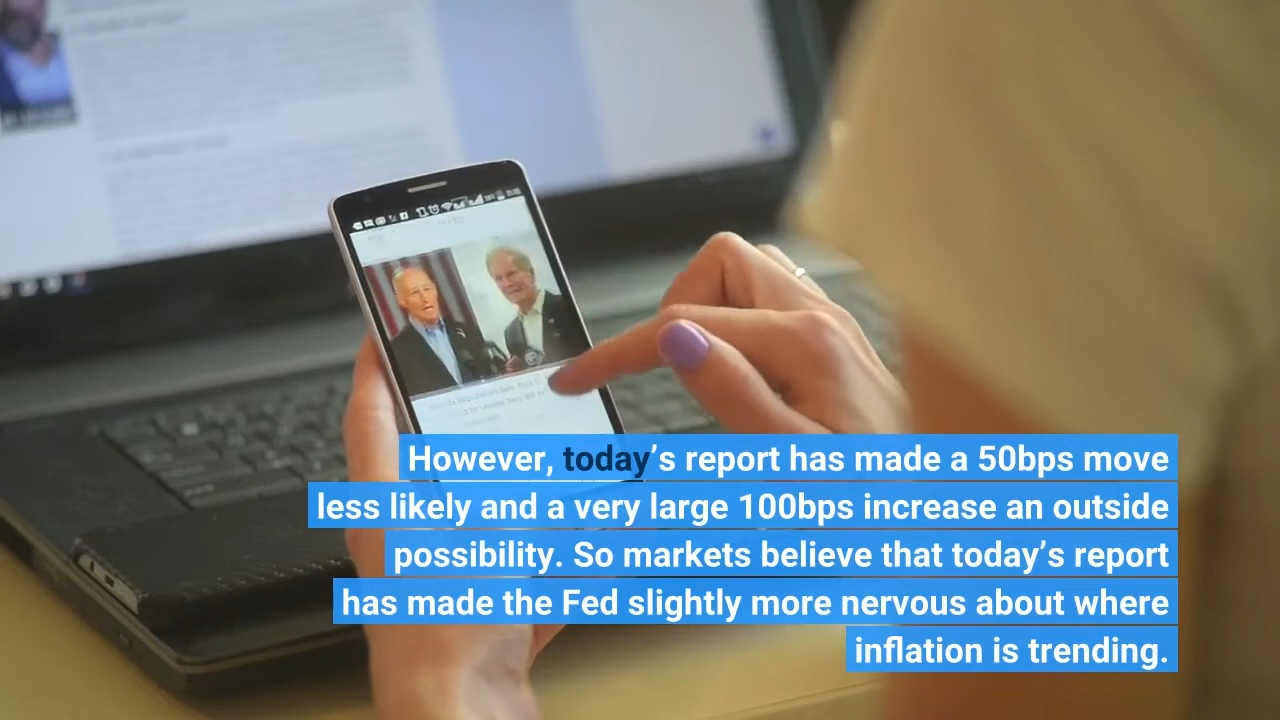 However, today’s report has made a 50bps move
less likely and a very large 100bps increase an outside
possibility. So markets believe that today’s report
has made the Fed slightly more nervous about where
inflation is trending.